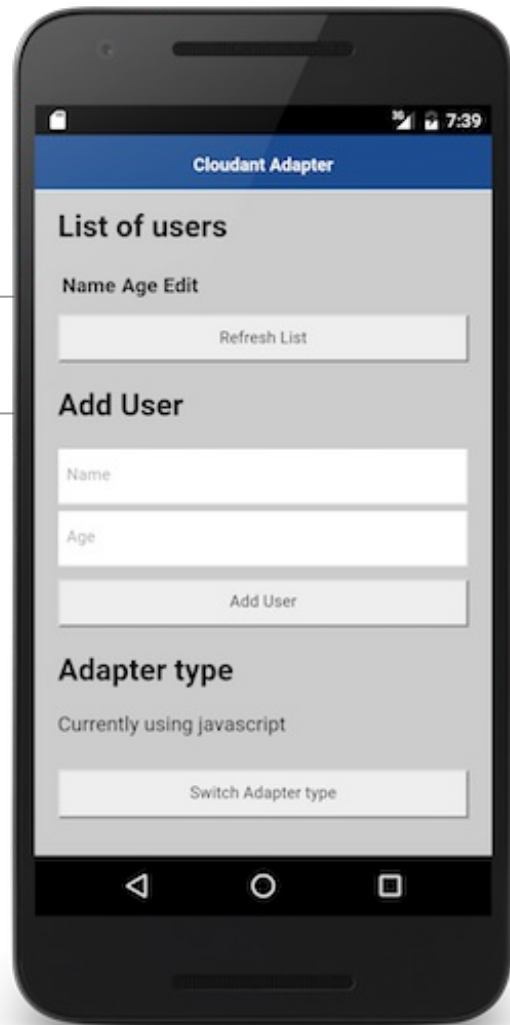 3G 7:39
Cloudant Adapter
List of users
Name Age Edit
Refresh List
Add User
Name
Age
Add User
Adapter type
Currently using javascript
Switch Adapter type